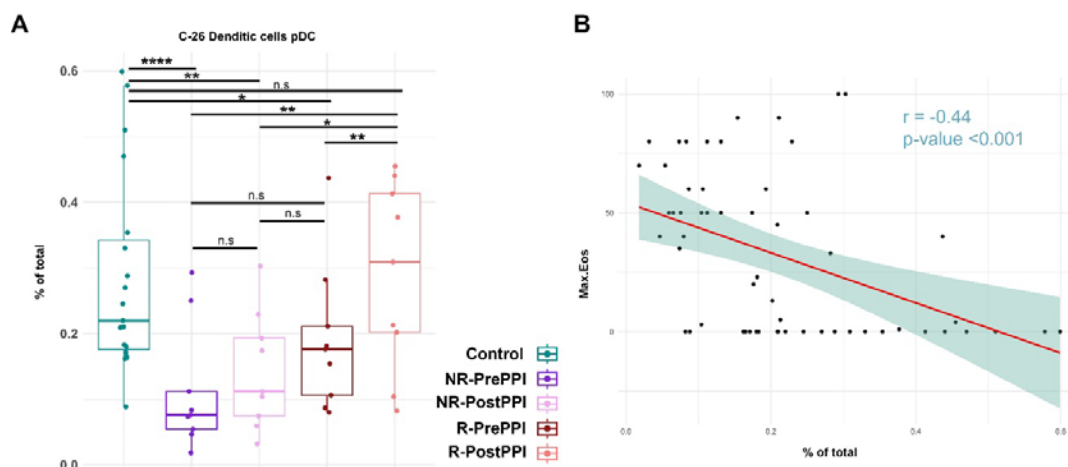 A
C-26 Denditic cells pDC
****
**
n.s
*
**
*
**
n.s
n.s
n.s
0.6
0.4
0.2
0.0
% of total
Control
NR-PrePPI
NR-PostPPI
R-PrePPI
R-PostPPI
B
r = -0.44
p-value <0.001
100
50
0
Max.Eos
0.0
0.2
0.4
0.6
% of total